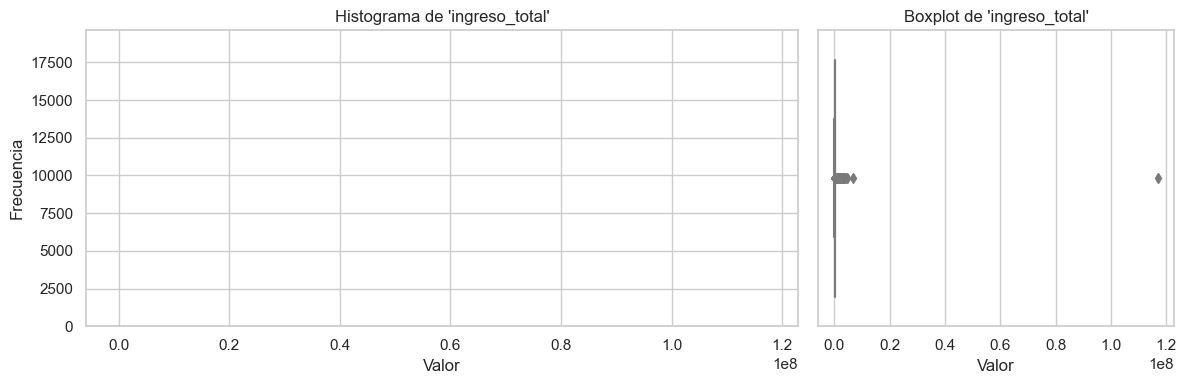 Histograma de 'ingreso_total'
17500
15000
12500
10000
7500
5000
2500
0
Frecuencia
0.0 0.2 0.4 0.6 0.8 1.0 1.2
1e8
Valor
Boxplot de 'ingreso_total'
0.0 0.2 0.4 0.6 0.8 1.0 1.2
1e8
Valor